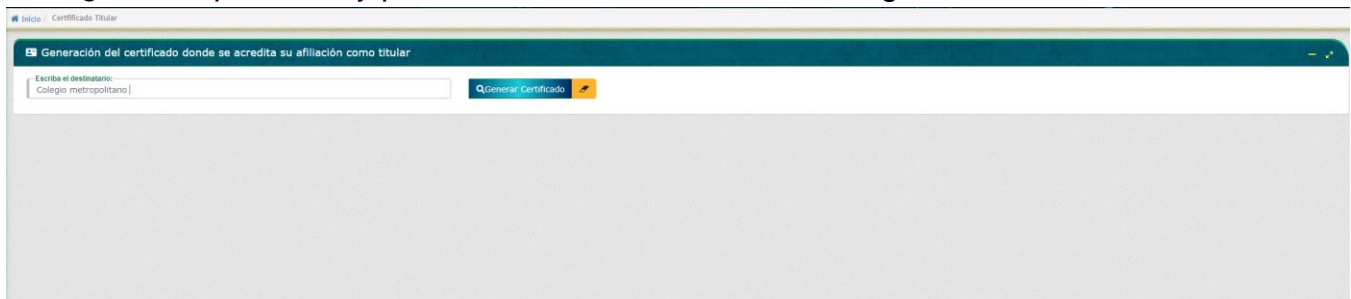 Inicio / Certificado Titular
Generación del certificado donde se acredita su afiliación como titular
Escriba el destinatario:
Colegio metropolitano
Generar Certificado